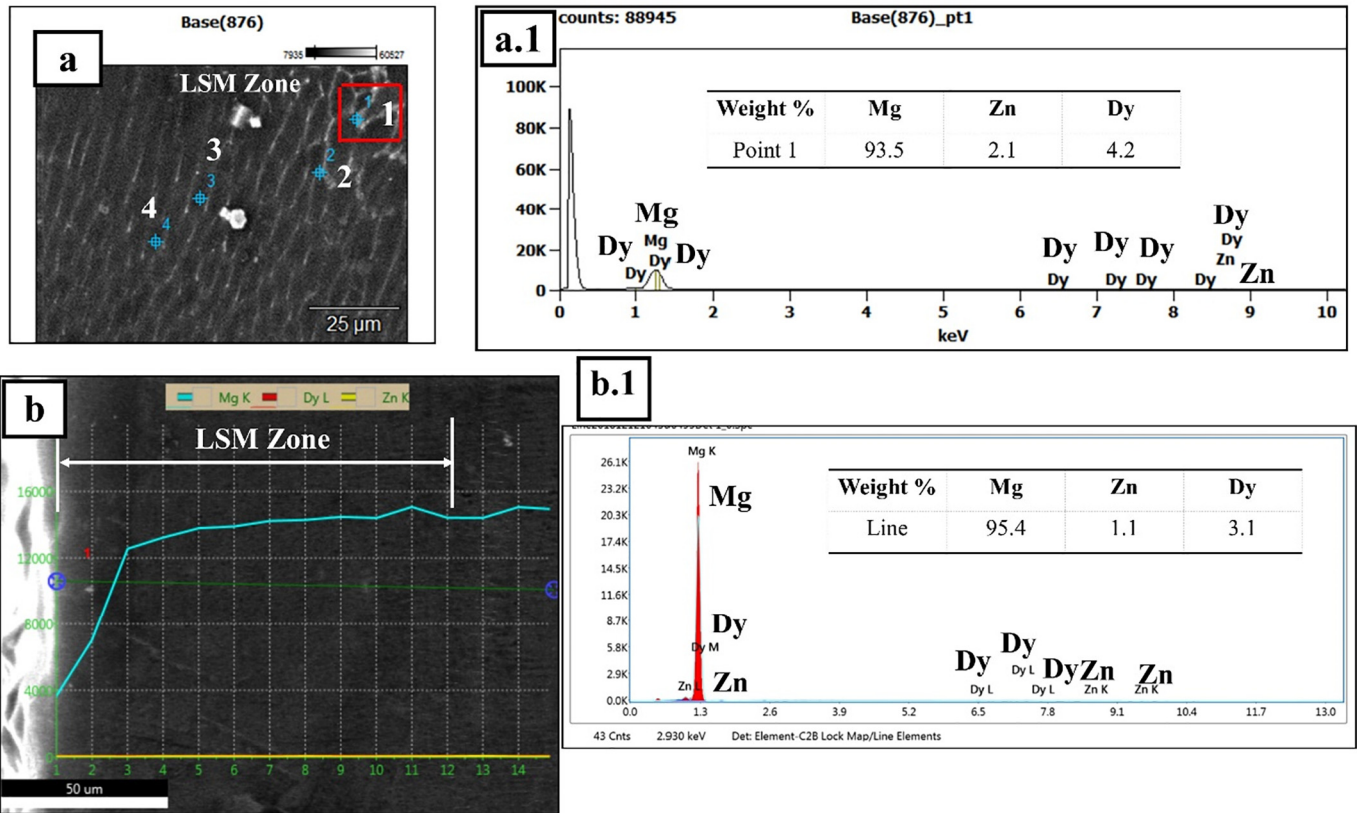 Base(876)
a
7935 60527
LSM Zone
1 1
2 2
3 3
4 4
25 μm
a.1
counts: 88945 Base(876)_pt1
100K
80K
60K
40K
20K
0
Weight % Mg Zn Dy
Point 1 93.5 2.1 4.2
Mg
Dy Mg Dy
Dy Dy
Dy Dy Dy Dy
Dy
Zn Zn
Dy Dy Dy Dy
0 1 2 3 4 5 6 7 8 9 10
keV
b
Mg K Dy L Zn K
LSM Zone
16000
12000
8000
4000
0
1
1 2 3 4 5 6 7 8 9 10 11 12 13 14
50 um
b.1
26.1K
23.2K
20.3K
17.4K
14.5K
11.6K
8.7K
5.8K
2.9K
0.0K
Mg K
Mg
Weight % Mg Zn Dy
Line 95.4 1.1 3.1
Dy
Dy M
Zn L Zn
Dy Dy Dy Zn Zn
Dy L Dy L Dy L Zn K Zn K
0.0 1.3 2.6 3.9 5.2 6.5 7.8 9.1 10.4 11.7 13.0
43 Cnts 2.930 keV Det: Element-C2B Lock Map/Line Elements